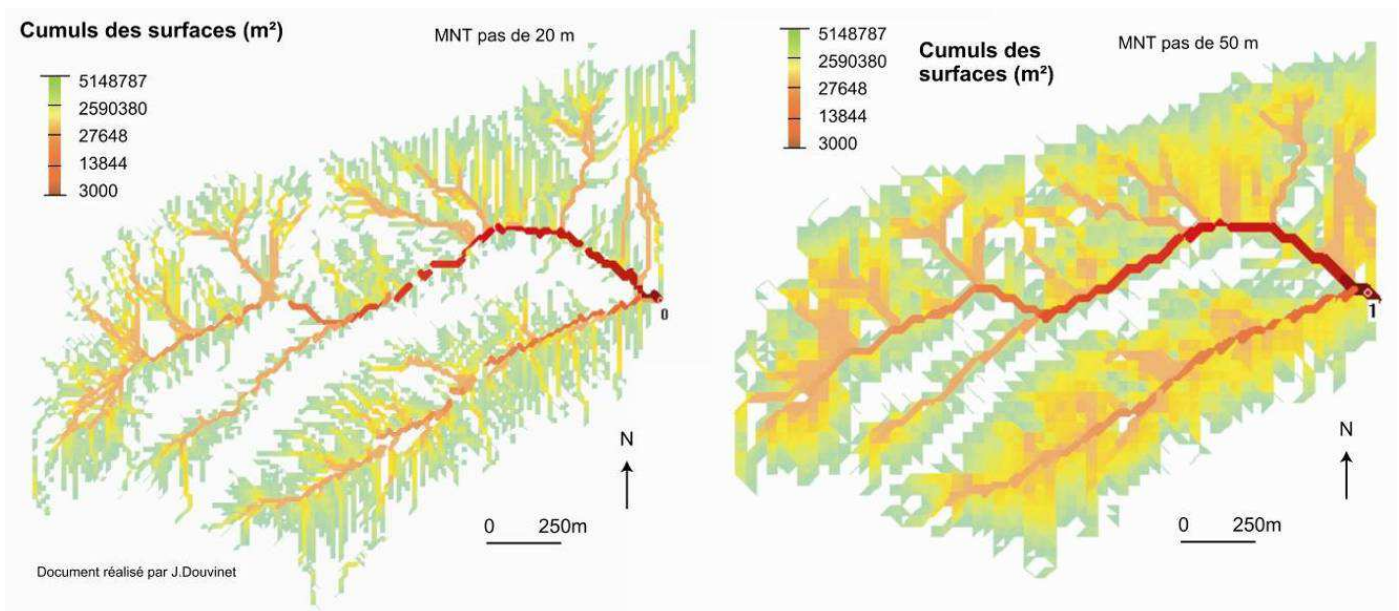 Cumuls des surfaces (m²)
MNT pas de 20 m
5148787
2590380
27648
13844
3000
0
N
0 250m
Document réalisé par J.Douvinet
MNT pas de 50 m
Cumuls des
surfaces (m²)
5148787
2590380
27648
13844
3000
1
N
0 250m